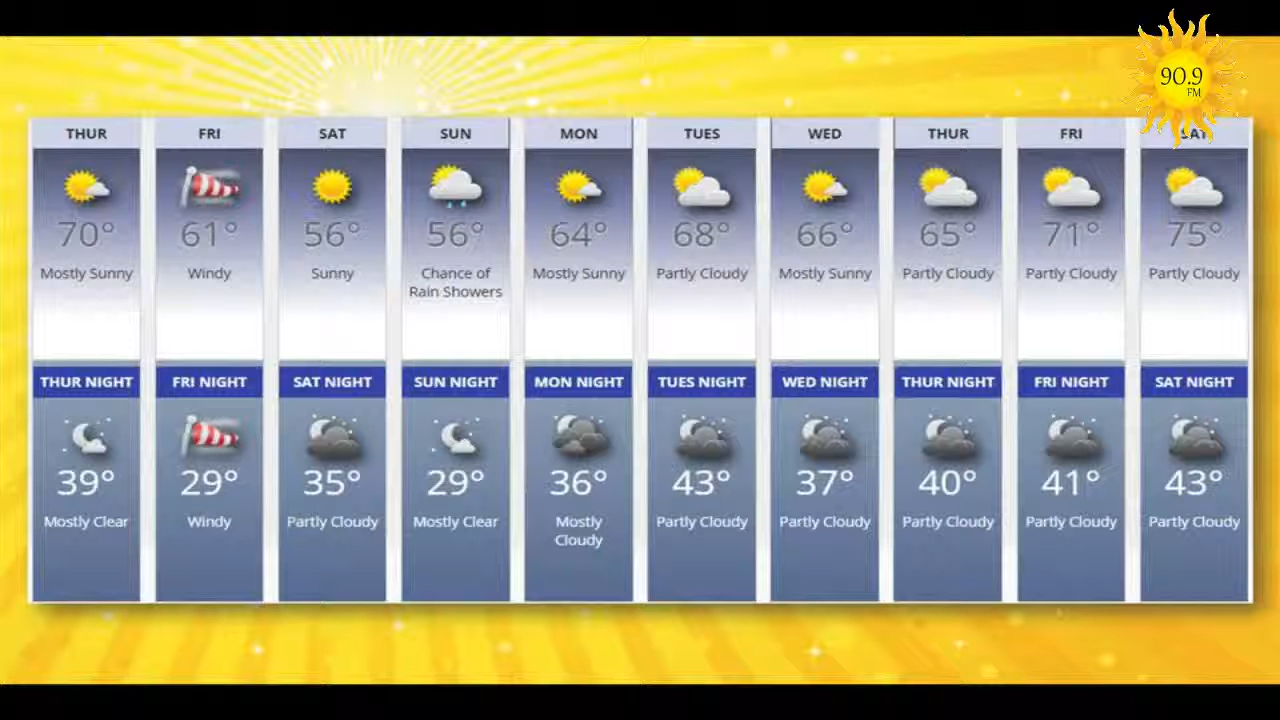 90.9
FM
THUR FRI SAT SUN MON TUES WED THUR FRI SAT
70° 61° 56° 56° 64° 68° 66° 65° 71° 75°
Mostly Sunny Windy Sunny Chance of Mostly Sunny Partly Cloudy Mostly Sunny Partly Cloudy Partly Cloudy Partly Cloudy
Rain Showers
THUR NIGHT FRI NIGHT SAT NIGHT SUN NIGHT MON NIGHT TUES NIGHT WED NIGHT THUR NIGHT FRI NIGHT SAT NIGHT
39° 29° 35° 29° 36° 43° 37° 40° 41° 43°
Mostly Clear Windy Partly Cloudy Mostly Clear Mostly Partly Cloudy Partly Cloudy Partly Cloudy Partly Cloudy Partly Cloudy
Cloudy